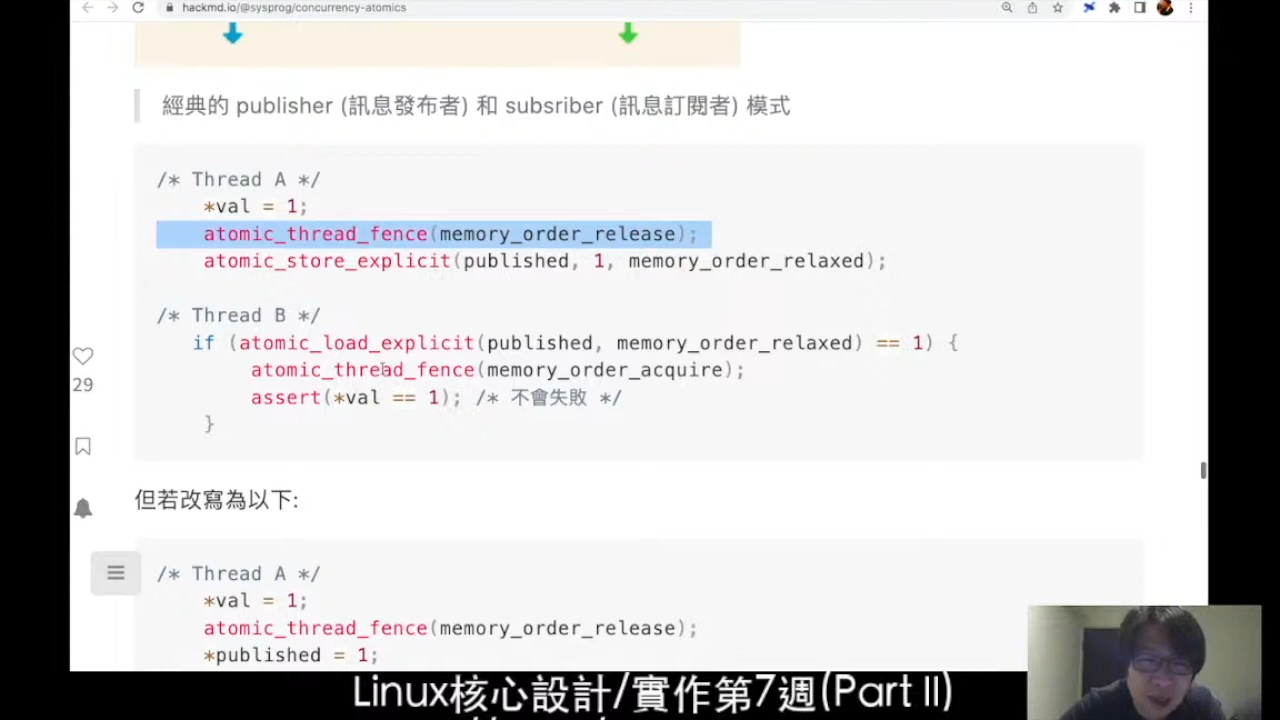 hackmd.io/@sysprog/concurrency-atomics
經典的 publisher (訊息發布者) 和 subsriber (訊息訂閱者) 模式
/* Thread A */
*val = 1;
atomic_thread_fence(memory_order_release);
atomic_store_explicit(published, 1, memory_order_relaxed);
/* Thread B */
if (atomic_load_explicit(published, memory_order_relaxed) == 1) {
atomic_thread_fence(memory_order_acquire);
assert(*val == 1); /* 不會失敗 */
}
29
但若改寫為以下:
/* Thread A */
*val = 1;
atomic_thread_fence(memory_order_release);
*published = 1;
Linux核心設計/實作第7週(Part II)